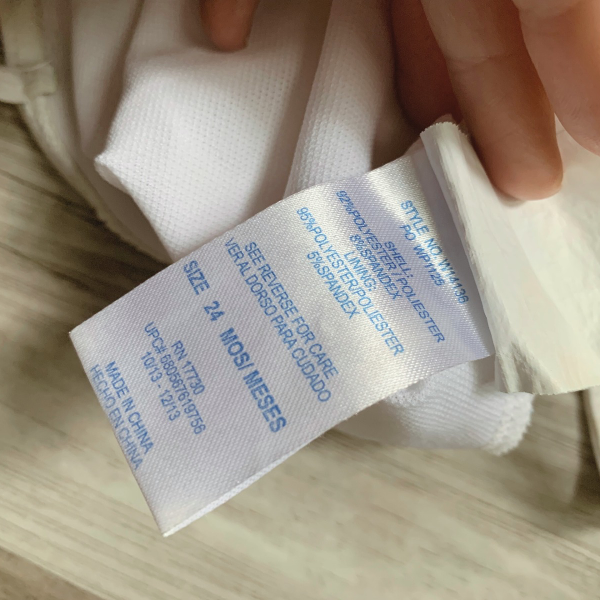 SHELL:
92%POLYESTER / POLIESTER
8%SPANDEX
LINING:
95%POLYESTER/POLIESTER
5%SPANDEX
SEE REVERSE FOR CARE
VER AL DORSO PARA CUIDADO
SIZE 24 MOS/ MESES
RN 17730
10/13 - 12/13
MADE IN CHINA
HECHO EN CHINA
STYLE NO.
PO
UPC#